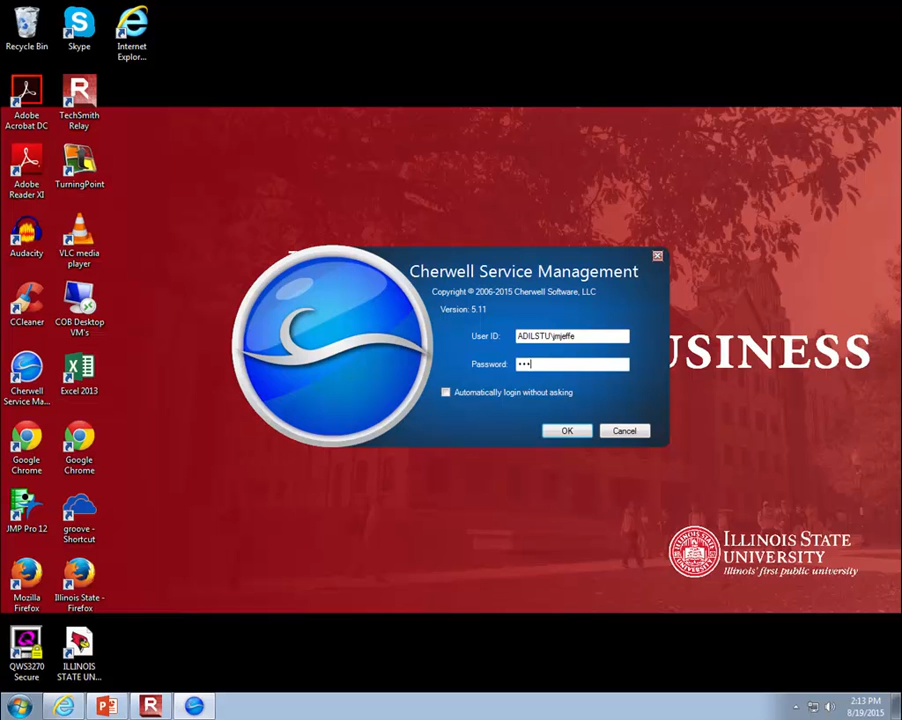 Recycle Bin
Skype
Internet
Explor...
Adobe
Acrobat DC
TechSmith
Relay
Adobe
Reader XI
TurningPoint
Audacity
VLC media
player
CCleaner
COB Desktop
VM's
Cherwell
Service Ma...
Excel 2013
Google
Chrome
Google
Chrome
JMP Pro 12
groove -
Shortcut
Mozilla
Firefox
Illinois State -
Firefox
QWS3270
Secure
ILLINOIS
STATE UN...
Cherwell Service Management
Copyright © 2006-2015 Cherwell Software, LLC
Version: 5.11
User ID: ADILSTU\mjeffe
Password:
Automatically login without asking
OK Cancel
USINESS
ILLINOIS STATE
UNIVERSITY
Illinois' first public university
2:13 PM
8/19/2015